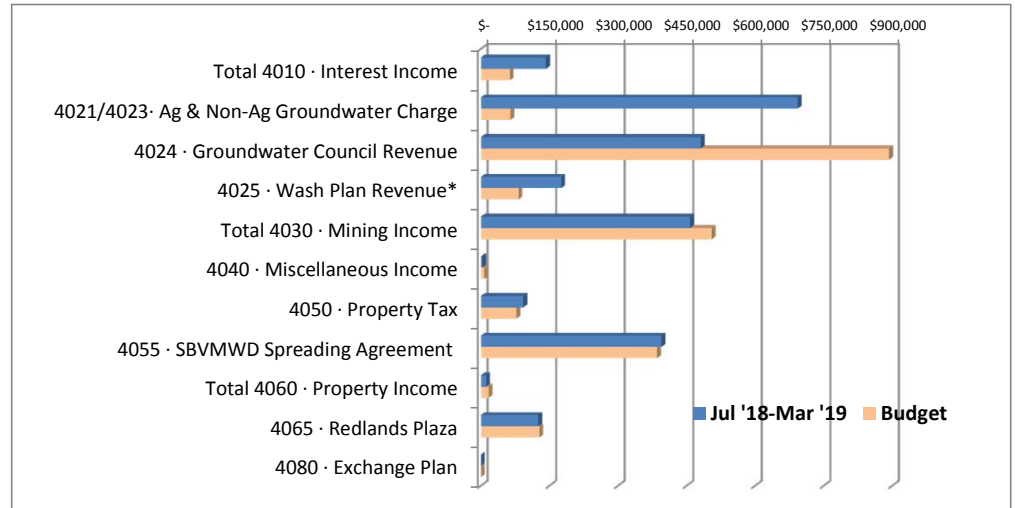 $- $150,000 $300,000 $450,000 $600,000 $750,000 $900,000
Total 4010 · Interest Income
4021/4023· Ag & Non-Ag Groundwater Charge
4024 · Groundwater Council Revenue
4025 · Wash Plan Revenue*
Total 4030 · Mining Income
4040 · Miscellaneous Income
4050 · Property Tax
4055 · SBVMWD Spreading Agreement
Total 4060 · Property Income
Jul '18-Mar '19 Budget
4065 · Redlands Plaza
4080 · Exchange Plan